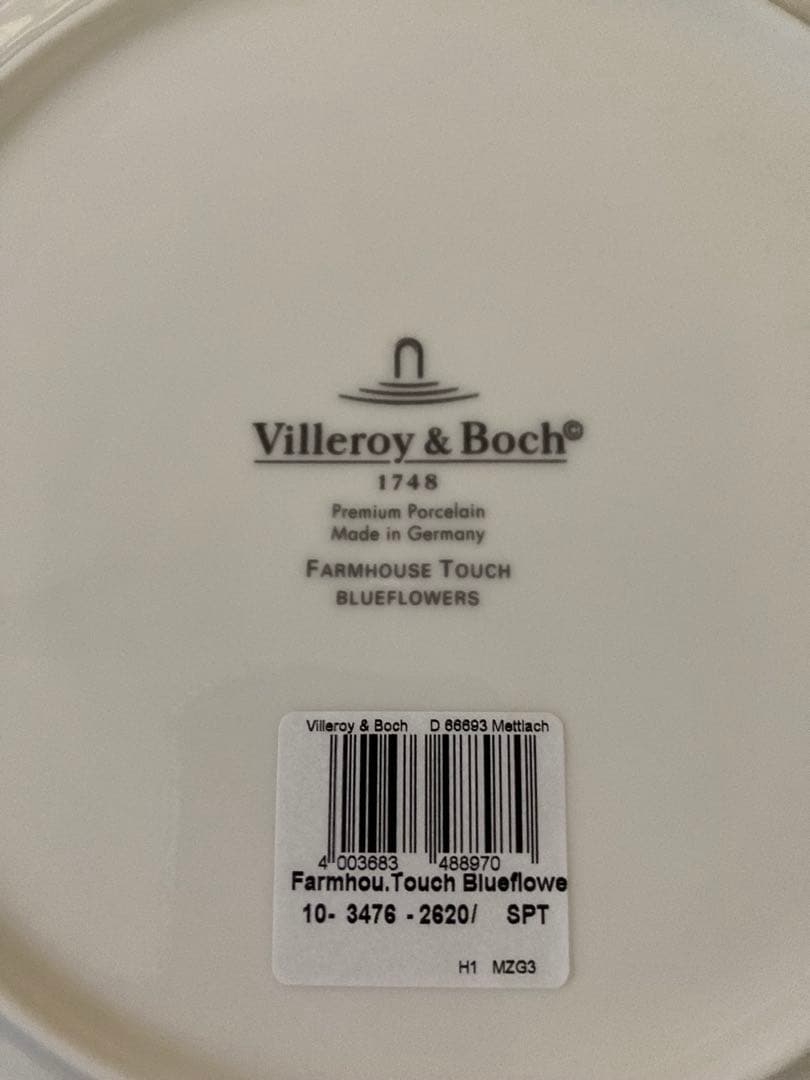 Villeroy & Boch©
1748
Premium Porcelain
Made in Germany
FARMHOUSE TOUCH
BLUEFLOWERS
Villeroy & Boch D 66693 Mettlach
4 003683 488970
Farmhou.Touch Blueflowe
10- 3476 - 2620/ SPT
H1 MZG3